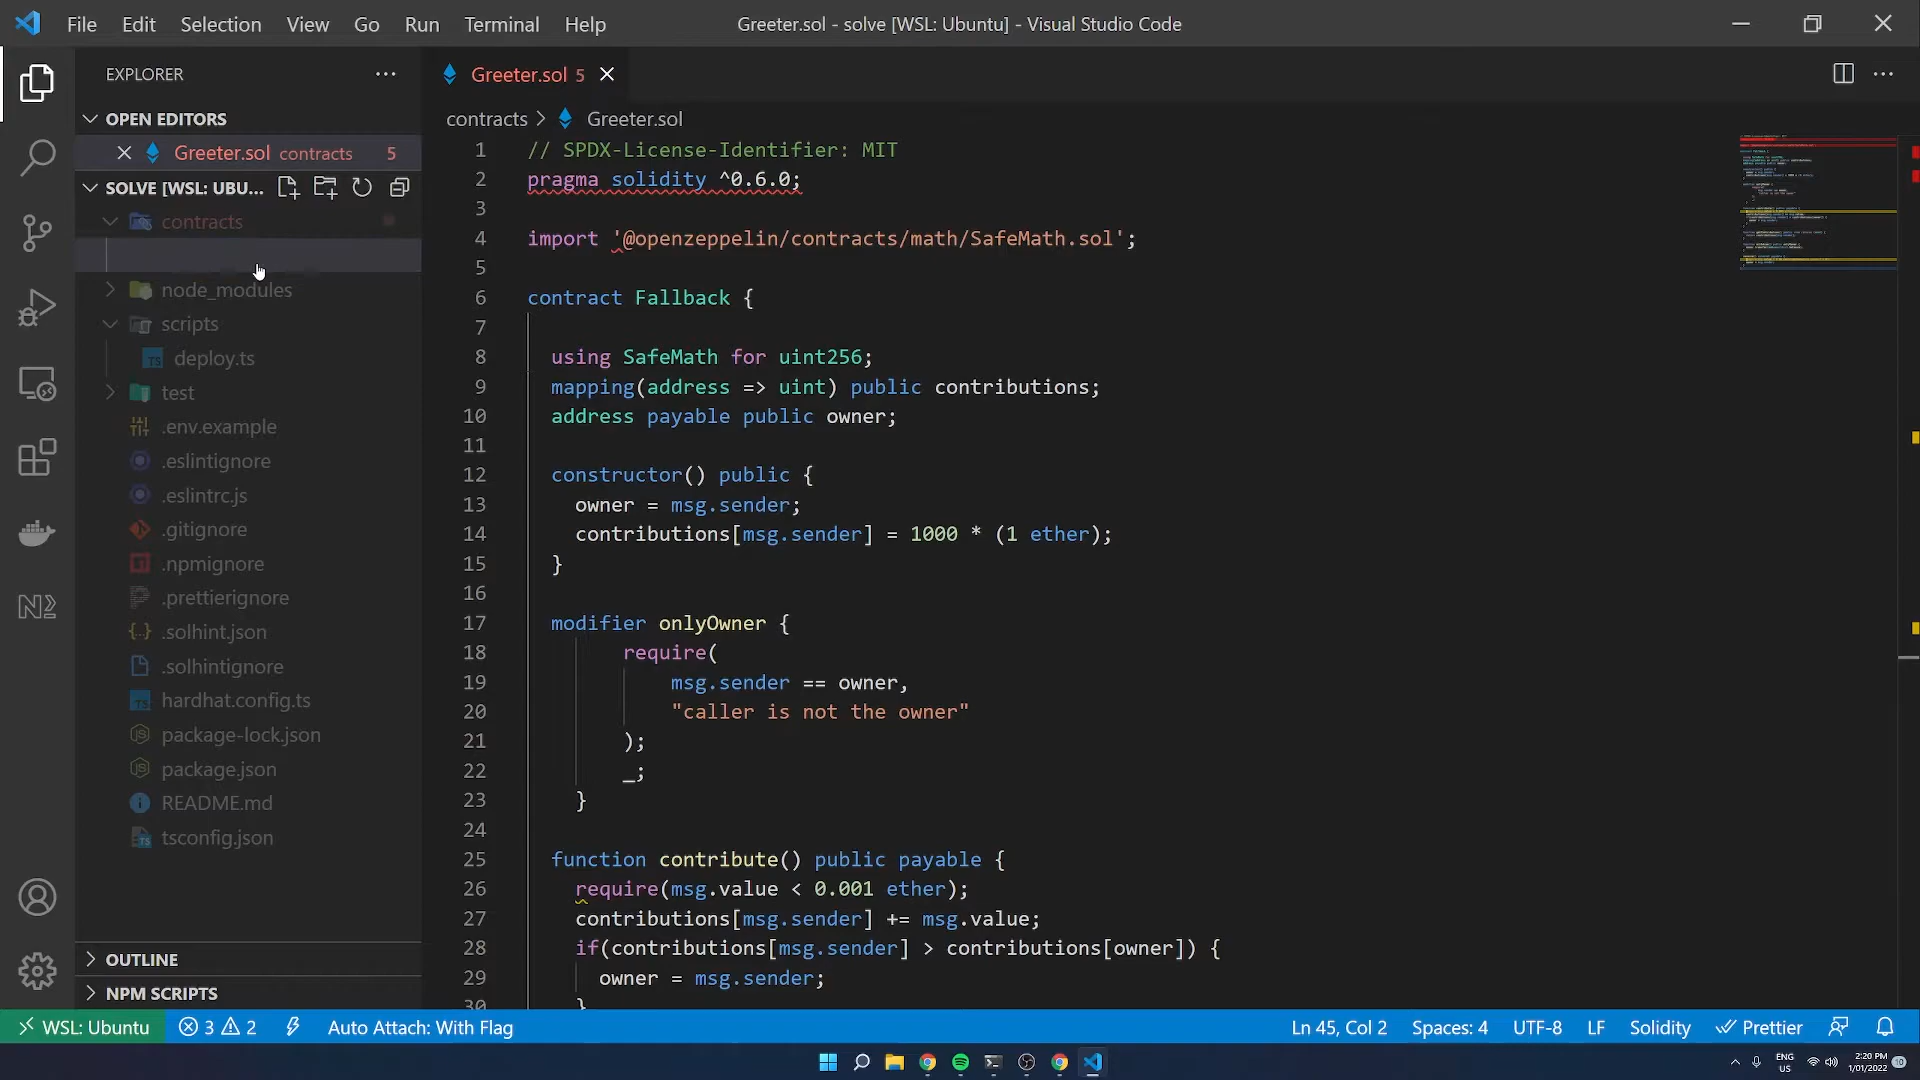 File Edit Selection View Go Run Terminal Help
Greeter.sol - solve [WSL: Ubuntu] - Visual Studio Code
EXPLORER
OPEN EDITORS
Greeter.sol contracts 5
SOLVE [WSL: UBU...
contracts
node_modules
scripts
TS deploy.ts
test
.env.example
.eslintignore
.eslintrc.js
.gitignore
.npmignore
.prettierignore
.solhint.json
.solhintignore
TS hardhat.config.ts
package-lock.json
package.json
README.md
TS tsconfig.json
OUTLINE
NPM SCRIPTS
Greeter.sol 5
contracts > Greeter.sol
1 // SPDX-License-Identifier: MIT
2 pragma solidity ^0.6.0;
3
4 import '@openzeppelin/contracts/math/SafeMath.sol';
5
6 contract Fallback {
7
8 using SafeMath for uint256;
9 mapping(address => uint) public contributions;
10 address payable public owner;
11
12 constructor() public {
13 owner = msg.sender;
14 contributions[msg.sender] = 1000 * (1 ether);
15 }
16
17 modifier onlyOwner {
18 require(
19 msg.sender == owner,
20 "caller is not the owner"
21 );
22 _;
23 }
24
25 function contribute() public payable {
26 require(msg.value < 0.001 ether);
27 contributions[msg.sender] += msg.value;
28 if(contributions[msg.sender] > contributions[owner]) {
29 owner = msg.sender;
30 }
WSL: Ubuntu 3 2 Auto Attach: With Flag
Ln 45, Col 2 Spaces: 4 UTF-8 LF Solidity Prettier
ENG US
2:20 PM
1/01/2022